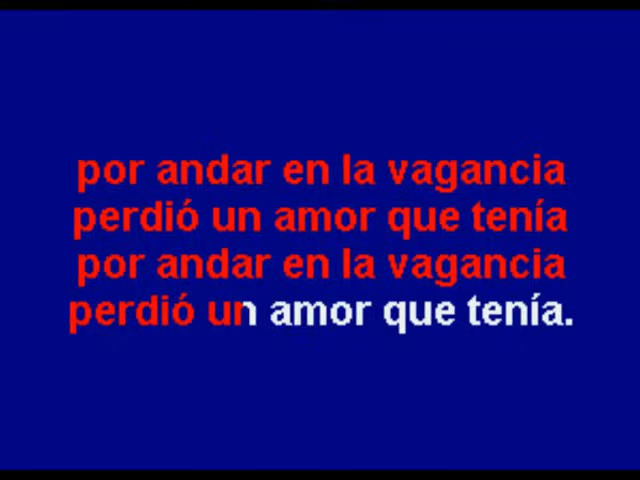 por andar en la vagancia
perdió un amor que tenía
por andar en la vagancia
perdió un amor que tenía.